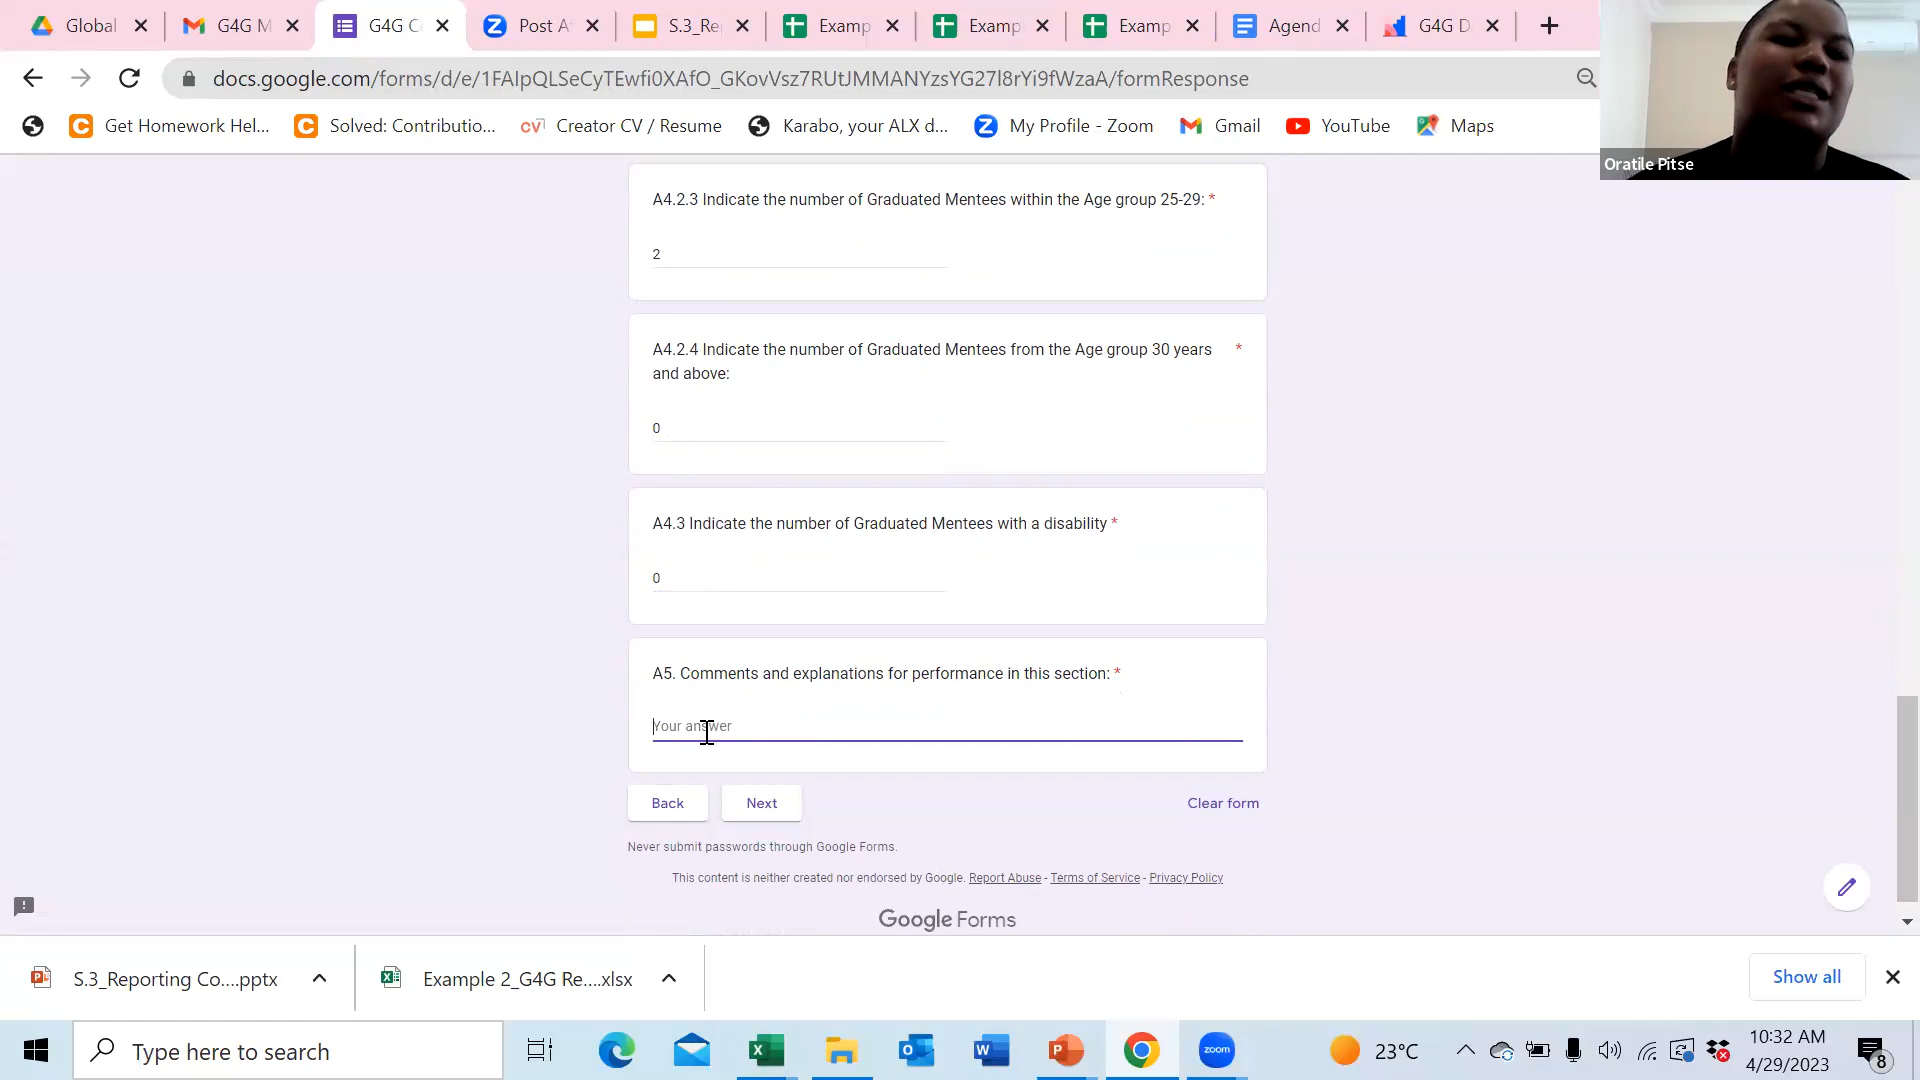 Global
G4G M
G4G C
Post A
S.3_Re
Examp
Examp
Examp
Agend
G4G D
docs.google.com/forms/d/e/1FAIpQLSeCyTEwfi0XAfO_GKovVsz7RUtJMMANYzsYG27l8rYi9fWzaA/formResponse
Get Homework Hel...
Solved: Contributio...
Creator CV / Resume
Karabo, your ALX d...
My Profile - Zoom
Gmail
YouTube
Maps
Oratile Pitse
A4.2.3 Indicate the number of Graduated Mentees within the Age group 25-29: *
2
A4.2.4 Indicate the number of Graduated Mentees from the Age group 30 years *
and above:
0
A4.3 Indicate the number of Graduated Mentees with a disability *
0
A5. Comments and explanations for performance in this section: *
Your answer
Back
Next
Clear form
Never submit passwords through Google Forms.
This content is neither created nor endorsed by Google. Report Abuse - Terms of Service - Privacy Policy
Google Forms
S.3_Reporting Co....pptx
Example 2_G4G Re....xlsx
Show all
Type here to search
zoom
23°C
10:32 AM
4/29/2023
8